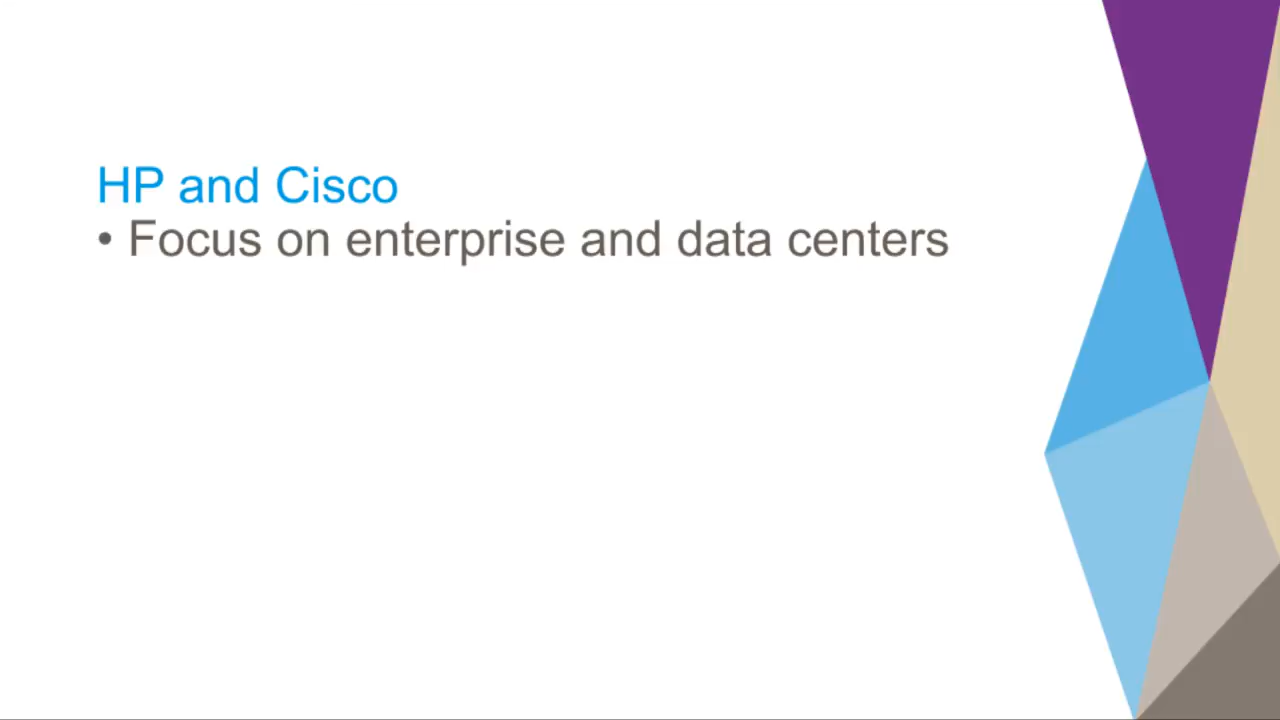 HP and Cisco
• Focus on enterprise and data centers